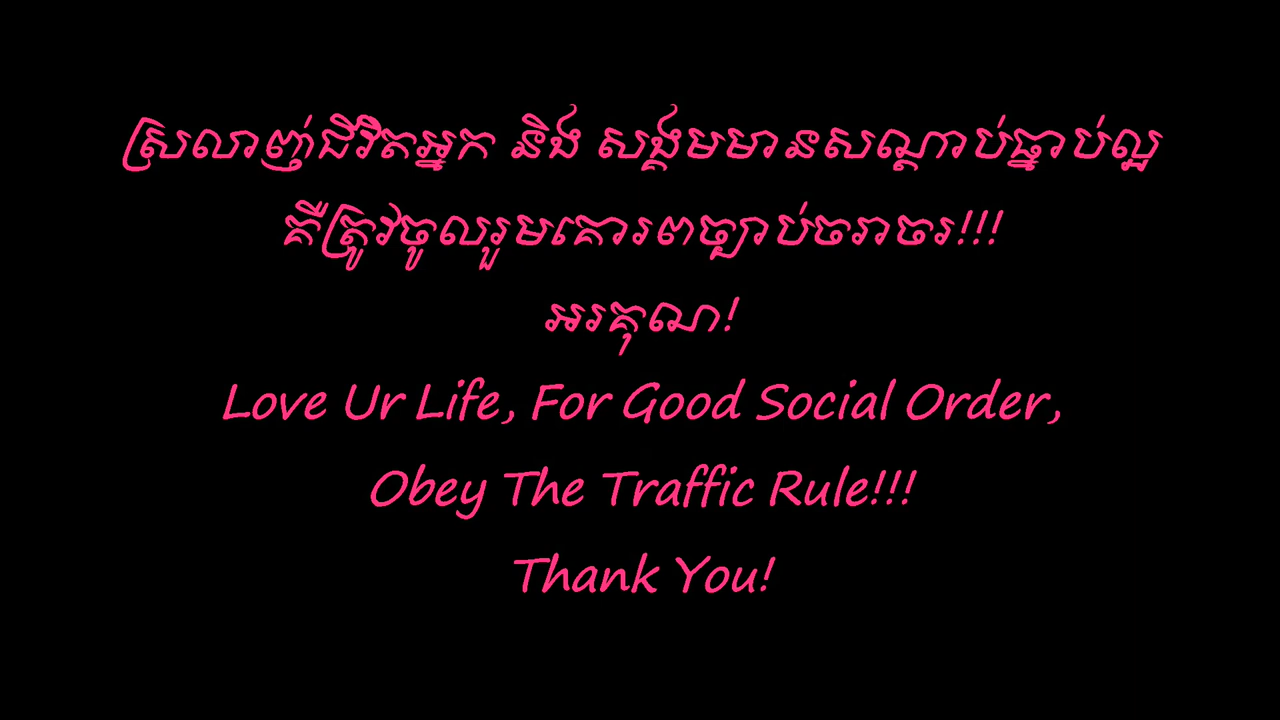 ស្រលាញ់ជីវិតអ្នក និង សង្គមមានសណ្តាប់ធ្នាប់ល្អ
គឺត្រូវចូលរួមគោរពច្បាប់ចរាចរ!!!
អរគុណ!
Love Ur Life, For Good Social Order,
Obey The Traffic Rule!!!
Thank You!